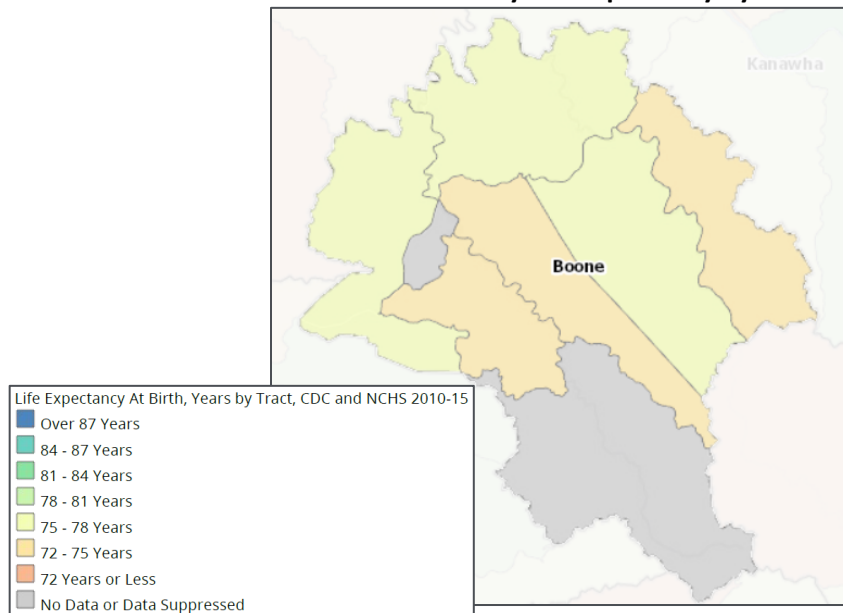 Kanawha
Boone
Life Expectancy At Birth, Years by Tract, CDC and NCHS 2010-15
Over 87 Years
84 - 87 Years
81 - 84 Years
78 - 81 Years
75 - 78 Years
72 - 75 Years
72 Years or Less
No Data or Data Suppressed